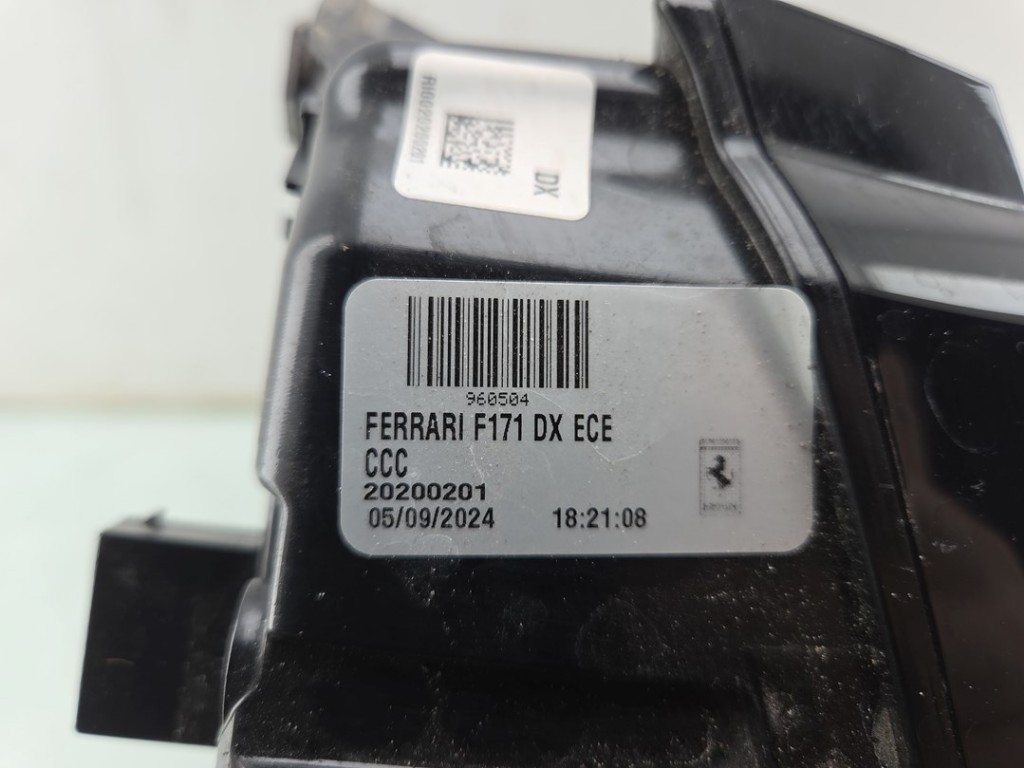 DX
960504
FERRARI F171 DX ECE
CCC
20200201
05/09/2024 18:21:08